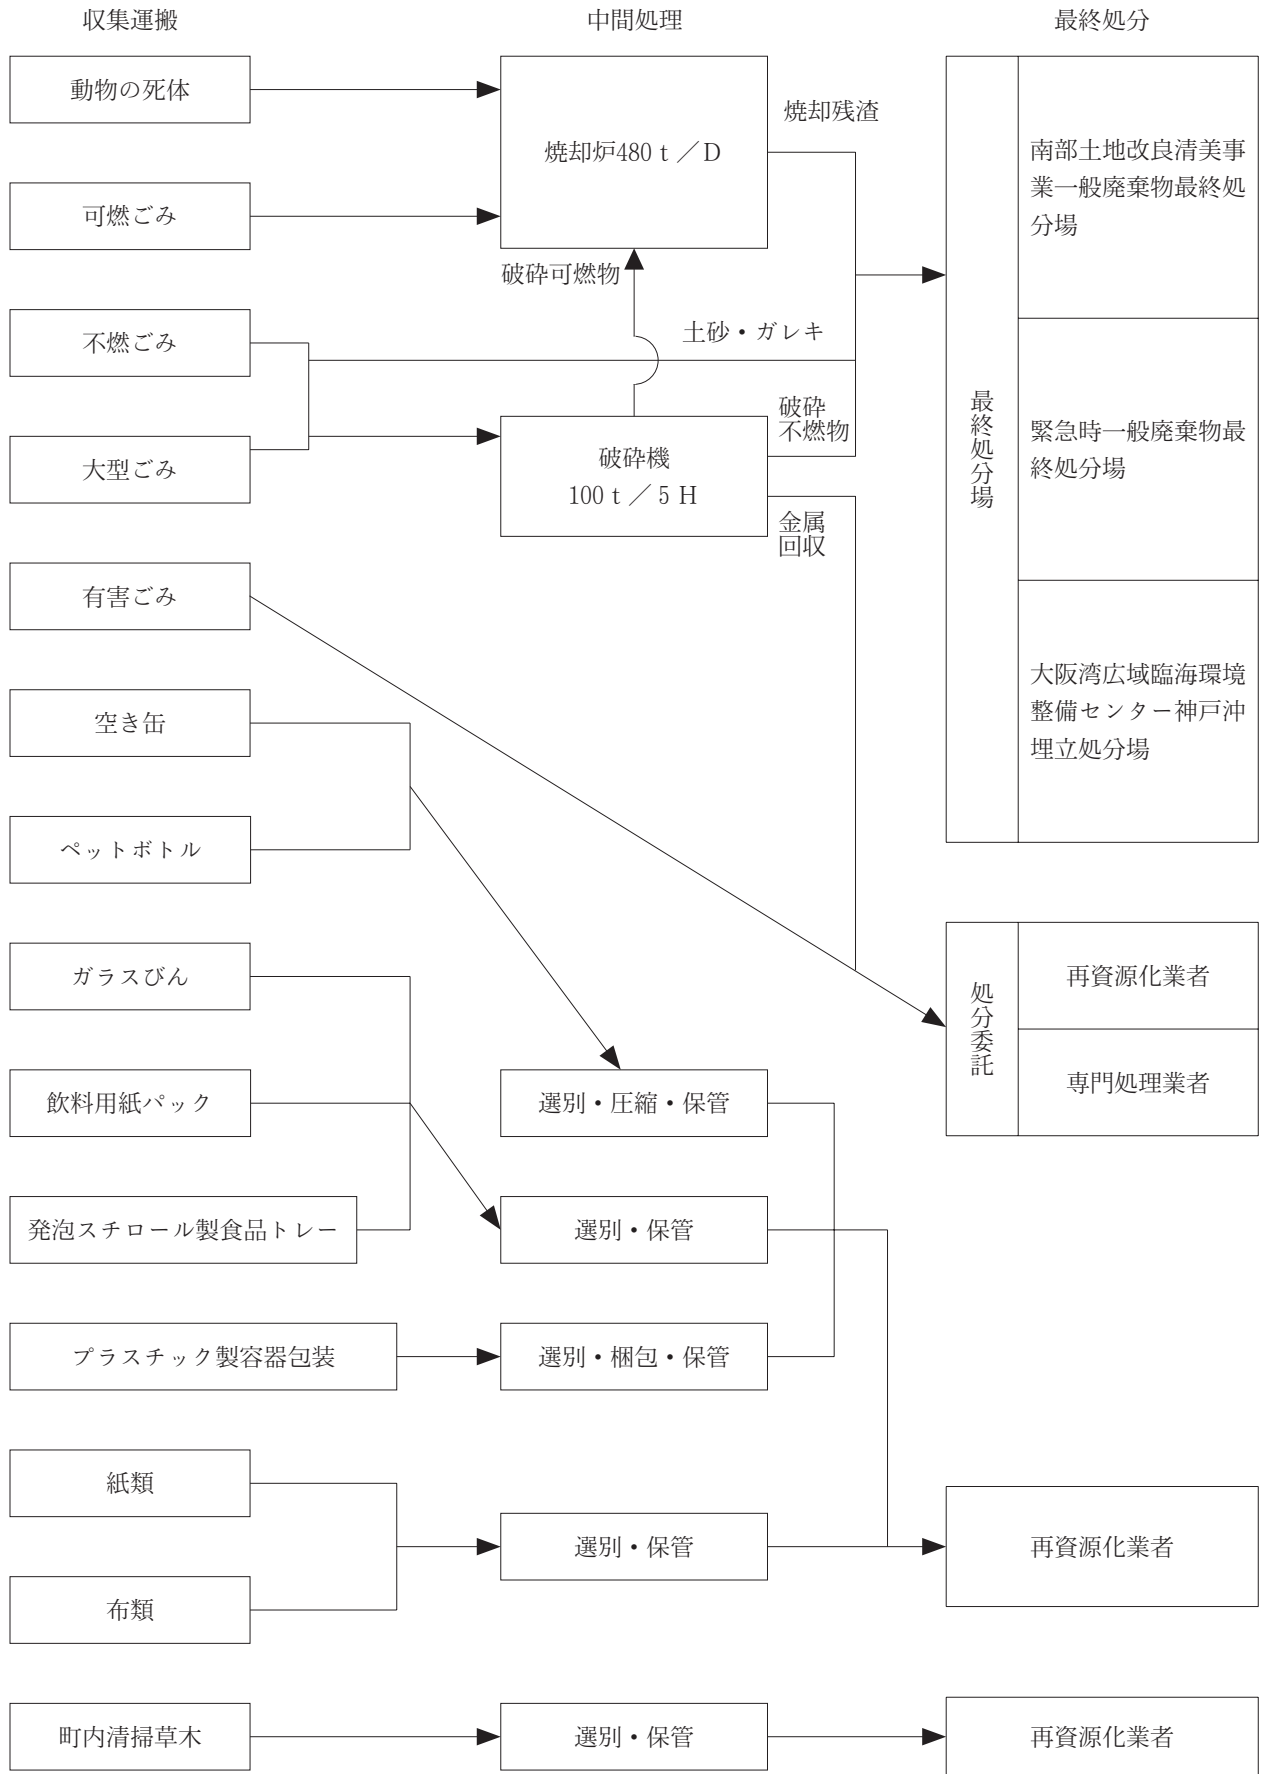 収集運搬
中間処理
最終処分
動物の死体
可燃ごみ
不燃ごみ
大型ごみ
有害ごみ
空き缶
ペットボトル
ガラスびん
飲料用紙パック
発泡スチロール製食品トレー
プラスチック製容器包装
紙類
布類
町内清掃草木
焼却炉480 t ／D
焼却残渣
破砕可燃物
土砂・ガレキ
破砕機
100 t ／ 5 H
破砕
不燃物
金属
回収
選別・圧縮・保管
選別・保管
選別・梱包・保管
選別・保管
選別・保管
最終処分場
南部土地改良清美事
業一般廃棄物最終処
分場
緊急時一般廃棄物最
終処分場
大阪湾広域臨海環境
整備センター神戸沖
埋立処分場
処分委託
再資源化業者
専門処理業者
再資源化業者
再資源化業者